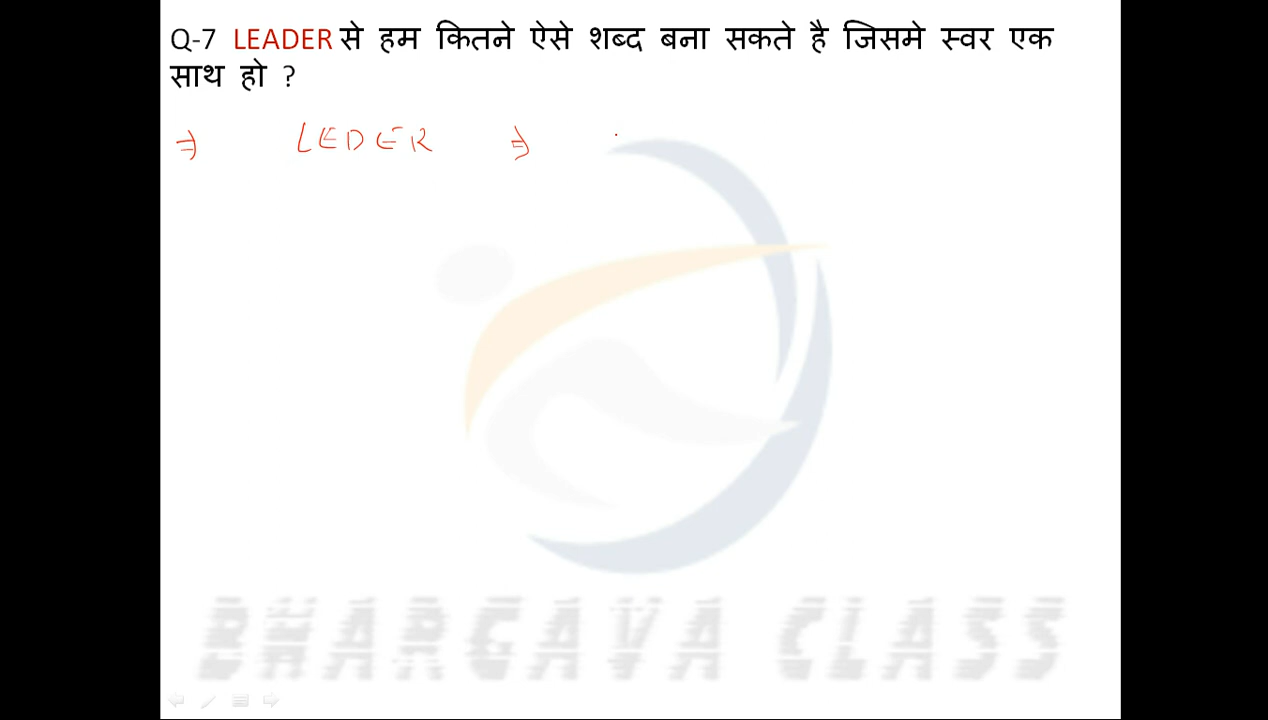 Q-7 LEADER से हम कितने ऐसे शब्द बना सकते है जिसमे स्वर एक
साथ हो ?
⇒ LEDER ⇒
BHARGAVA CLASS